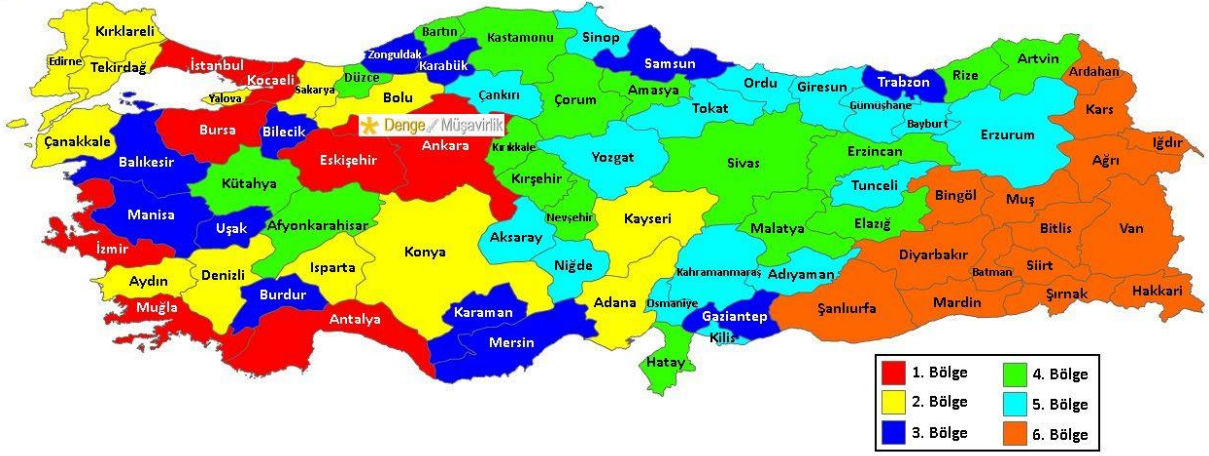 Kırklareli
Edirne
Tekirdağ
İstanbul
Kocaeli
Yalova
Sakarya
Düzce
Bolu
Zonguldak
Bartın
Karabük
Kastamonu
Sinop
Çankırı
Samsun
Amasya
Çorum
Tokat
Ordu
Giresun
Gümüşhane
Trabzon
Bayburt
Rize
Artvin
Ardahan
Kars
Iğdır
Erzurum
Ağrı
Çanakkale
Balıkesir
Bursa
Bilecik
Denge Müşavirlik
Eskişehir
Ankara
Kırıkkale
Kırşehir
Yozgat
Sivas
Erzincan
Tunceli
Bingöl
Muş
Bitlis
Van
Kütahya
Manisa
Uşak
Afyonkarahisar
İzmir
Konya
Aksaray
Nevşehir
Kayseri
Malatya
Elazığ
Diyarbakır
Batman
Siirt
Şırnak
Hakkari
Aydın
Denizli
Isparta
Burdur
Muğla
Antalya
Karaman
Mersin
Niğde
Adana
Kahramanmaraş
Osmaniye
Adıyaman
Gaziantep
Kilis
Hatay
Şanlıurfa
Mardin
1. Bölge
2. Bölge
3. Bölge
4. Bölge
5. Bölge
6. Bölge